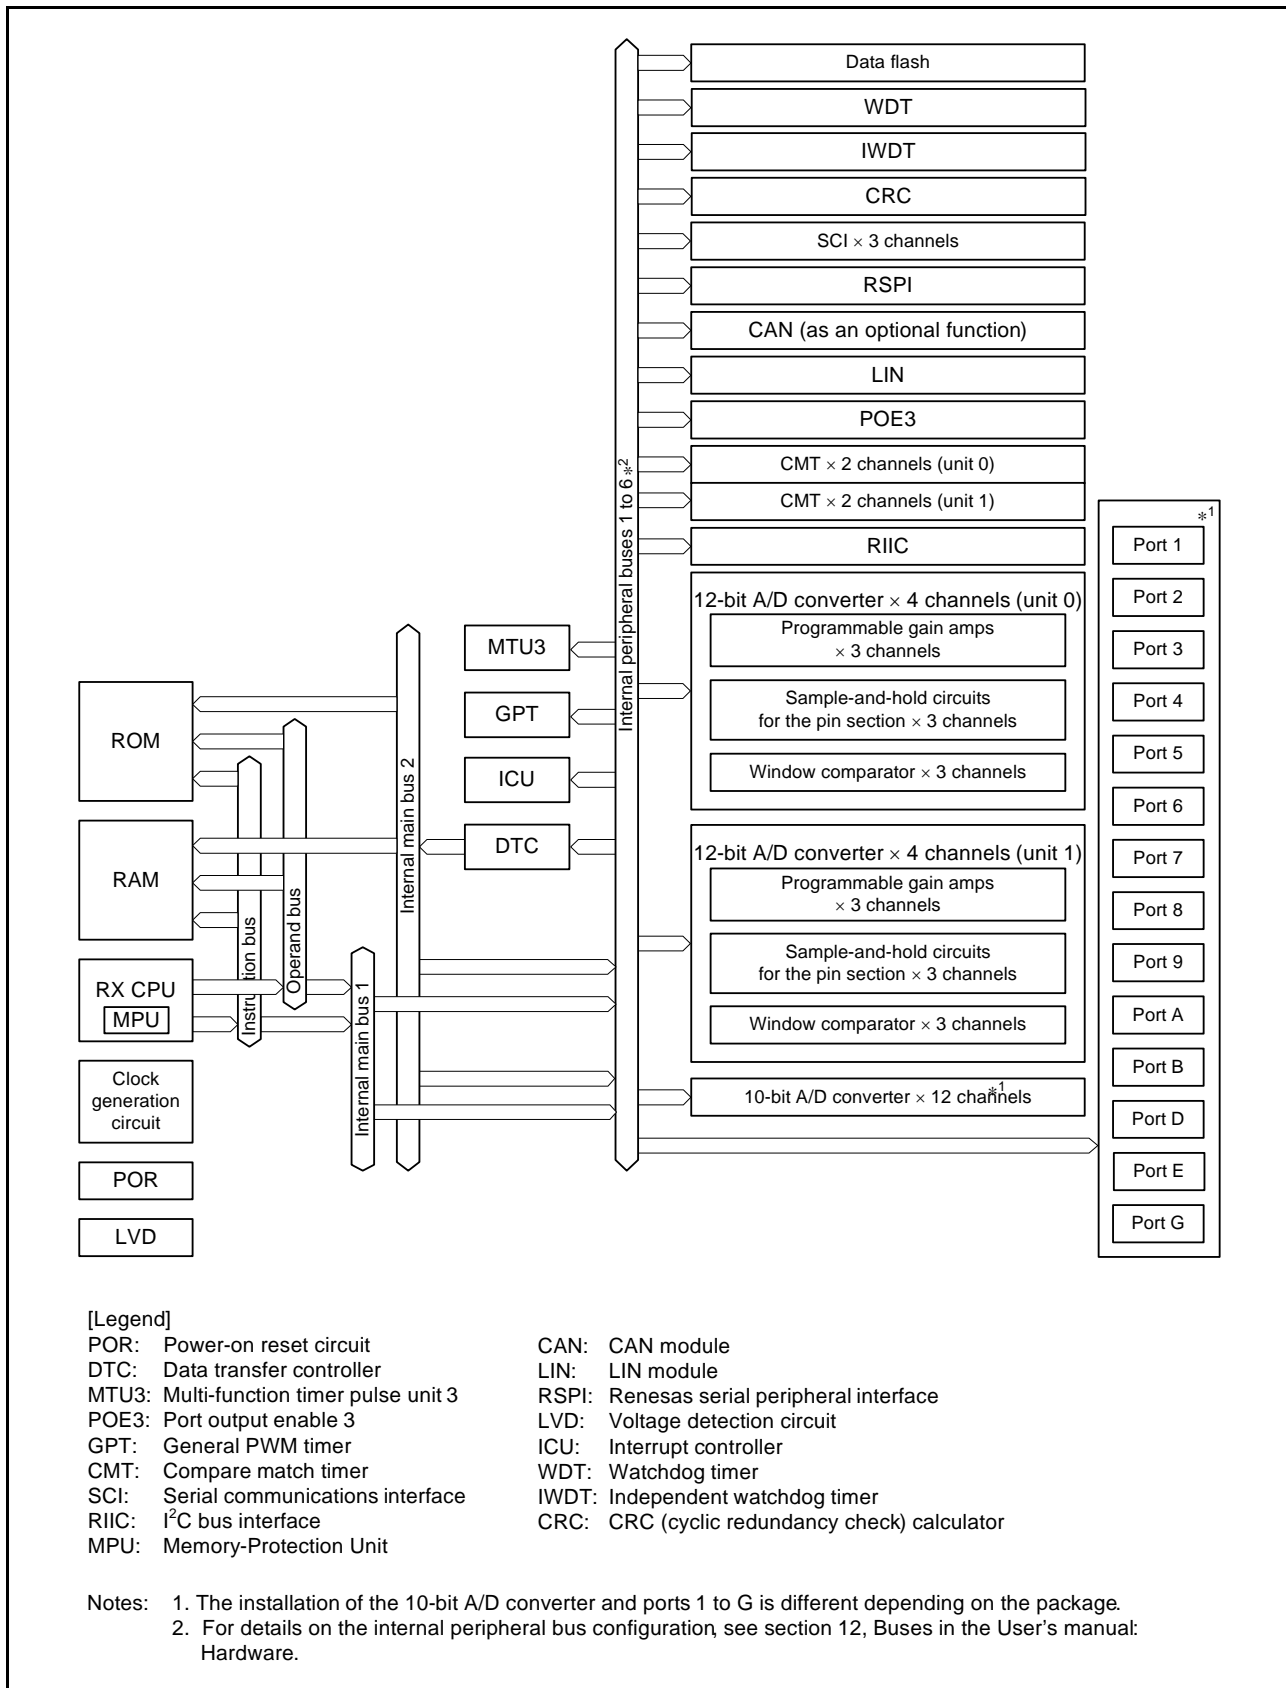 Data flash
WDT
IWDT
CRC
SCI × 3 channels
RSPI
CAN (as an optional function)
LIN
POE3
CMT × 2 channels (unit 0)
CMT × 2 channels (unit 1)
RIIC
12-bit A/D converter × 4 channels (unit 0)
Programmable gain amps
× 3 channels
Sample-and-hold circuits
for the pin section × 3 channels
Window comparator × 3 channels
12-bit A/D converter × 4 channels (unit 1)
Programmable gain amps
× 3 channels
Sample-and-hold circuits
for the pin section × 3 channels
Window comparator × 3 channels
10-bit A/D converter × 12 channels*1
*1
Port 1
Port 2
Port 3
Port 4
Port 5
Port 6
Port 7
Port 8
Port 9
Port A
Port B
Port D
Port E
Port G
Internal peripheral buses 1 to 6*2
MTU3
GPT
ICU
DTC
Internal main bus 2
Internal main bus 1
Operand bus
Instruction bus
ROM
RAM
RX CPU
MPU
Clock
generation
circuit
POR
LVD
[Legend]
POR: Power-on reset circuit
DTC: Data transfer controller
MTU3: Multi-function timer pulse unit 3
POE3: Port output enable 3
GPT: General PWM timer
CMT: Compare match timer
SCI: Serial communications interface
RIIC: I2C bus interface
MPU: Memory-Protection Unit
CAN: CAN module
LIN: LIN module
RSPI: Renesas serial peripheral interface
LVD: Voltage detection circuit
ICU: Interrupt controller
WDT: Watchdog timer
IWDT: Independent watchdog timer
CRC: CRC (cyclic redundancy check) calculator
Notes: 1. The installation of the 10-bit A/D converter and ports 1 to G is different depending on the package.
2. For details on the internal peripheral bus configuration, see section 12, Buses in the User's manual:
Hardware.